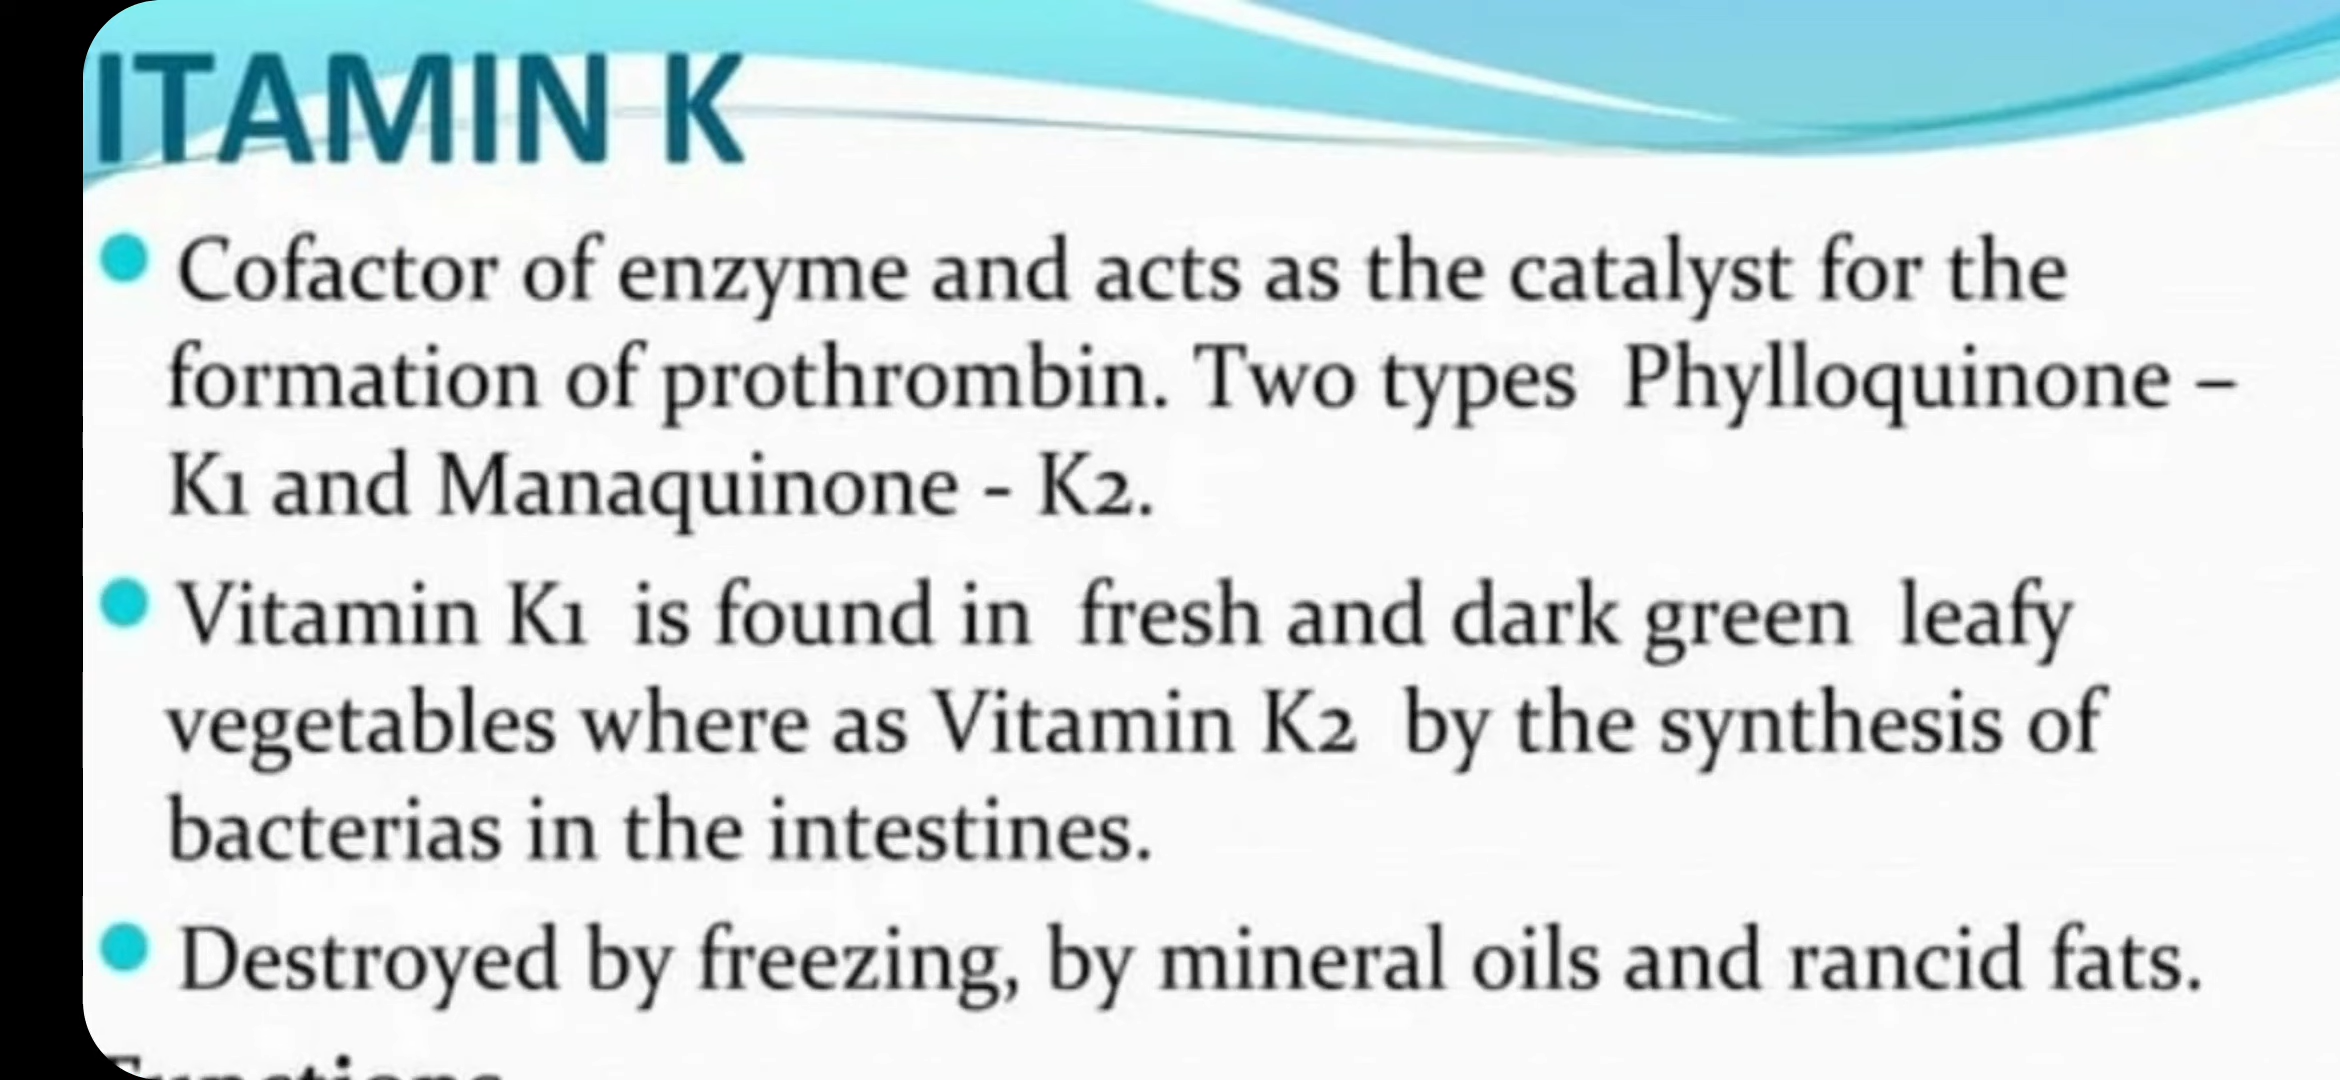 ITAMIN K
Cofactor of enzyme and acts as the catalyst for the
formation of prothrombin. Two types Phylloquinone –
K1 and Manaquinone - K2.
Vitamin K1 is found in fresh and dark green leafy
vegetables where as Vitamin K2 by the synthesis of
bacterias in the intestines.
Destroyed by freezing, by mineral oils and rancid fats.
Functions